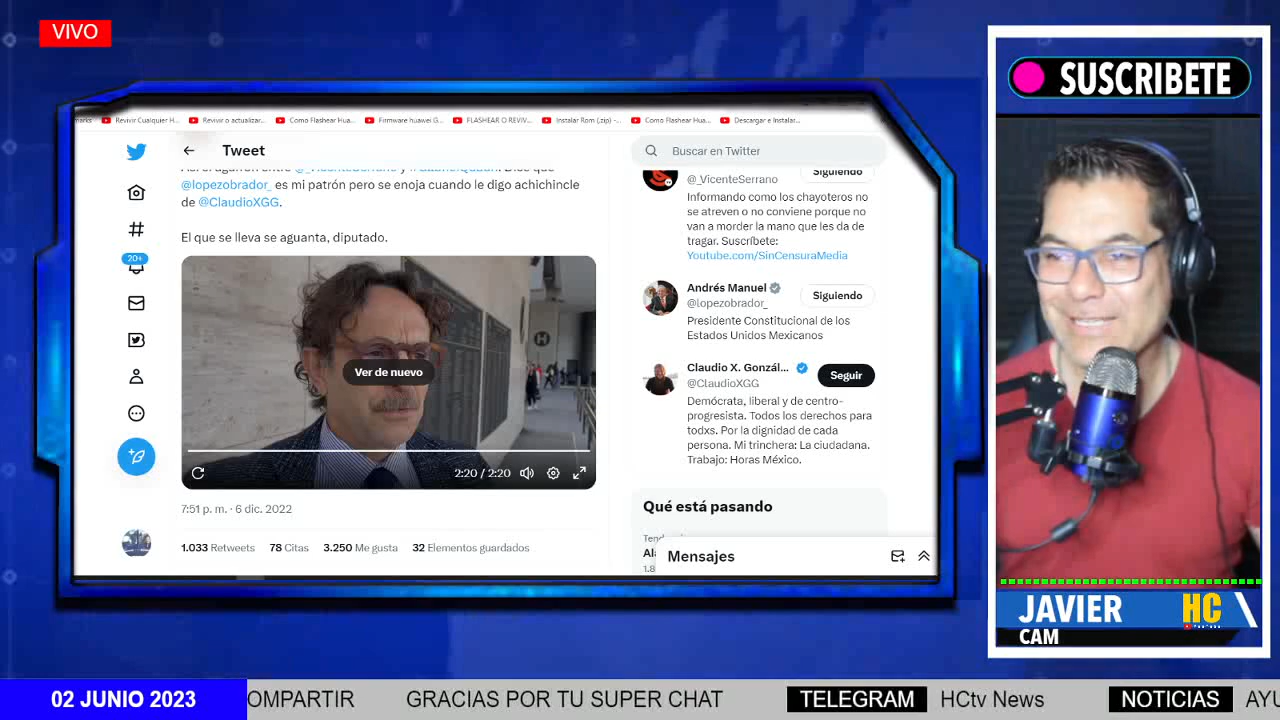 VIVO
SUSCRIBETE
marks
Revivir Cualquier H...
Revivir o actualizar...
Como Flashear Hua...
Firmware huawei G...
FLASHEAR O REVIV...
Instalar Rom (.zip) -...
Como Flashear Hua...
Descargar e Instalar...
Tweet
Buscar en Twitter
@lopezobrador_ es mi patrón pero se enoja cuando le digo achichincle
de @ClaudioXGG.
El que se lleva se aguanta, diputado.
20+
Ver de nuevo
2:20 / 2:20
7:51 p. m. · 6 dic. 2022
1.033 Retweets 78 Citas 3.250 Me gusta 32 Elementos guardados
Siguiendo
@_VicenteSerrano
Informando como los chayoteros no
se atreven o no conviene porque no
van a morder la mano que les da de
tragar. Suscríbete:
Youtube.com/SinCensuraMedia
Andrés Manuel
@lopezobrador_
Siguiendo
Presidente Constitucional de los
Estados Unidos Mexicanos
Claudio X. Gonzál...
@ClaudioXGG
Seguir
Demócrata, liberal y de centro-
progresista. Todos los derechos para
todxs. Por la dignidad de cada
persona. Mi trinchera: La ciudadana.
Trabajo: Horas México.
Qué está pasando
Mensajes
1.8
JAVIER
HC
CAM
02 JUNIO 2023
OMPARTIR GRACIAS POR TU SUPER CHAT TELEGRAM HCtv News NOTICIAS AYU